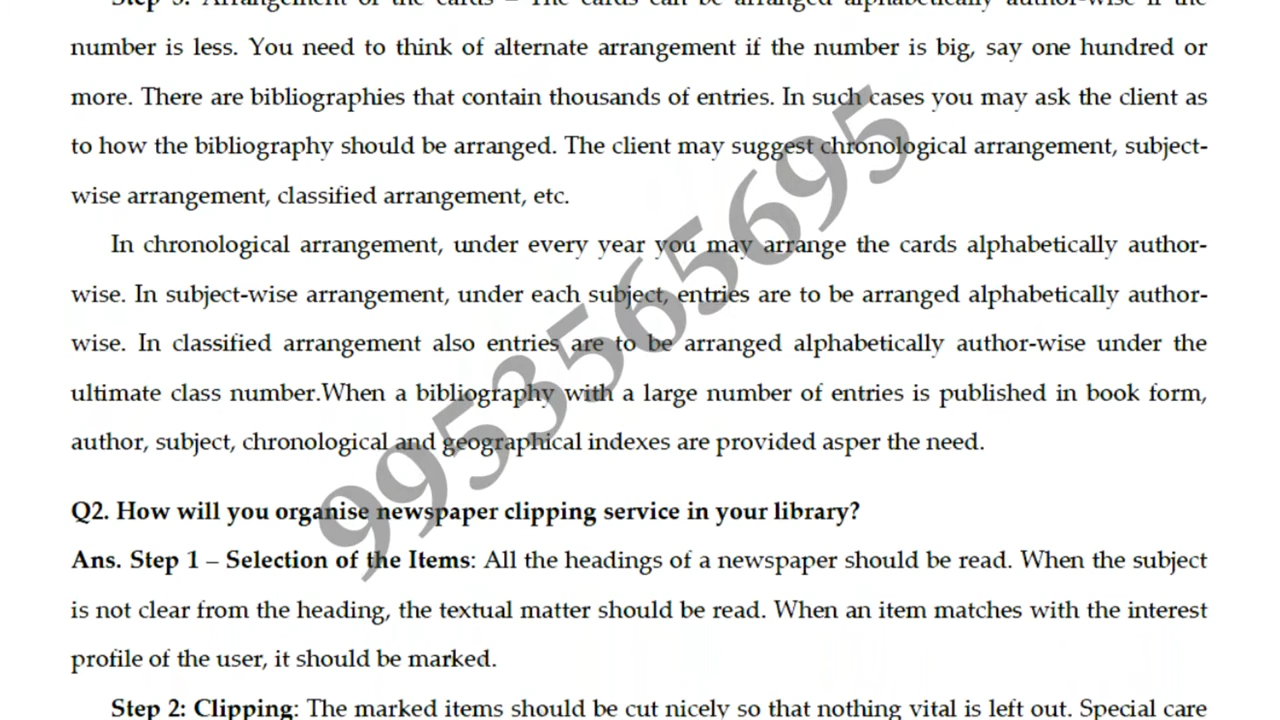 Step 3: Arrangement of the cards – The cards can be arranged alphabetically author-wise if the
number is less. You need to think of alternate arrangement if the number is big, say one hundred or
more. There are bibliographies that contain thousands of entries. In such cases you may ask the client as
to how the bibliography should be arranged. The client may suggest chronological arrangement, subject-
wise arrangement, classified arrangement, etc.
In chronological arrangement, under every year you may arrange the cards alphabetically author-
wise. In subject-wise arrangement, under each subject, entries are to be arranged alphabetically author-
wise. In classified arrangement also entries are to be arranged alphabetically author-wise under the
ultimate class number.When a bibliography with a large number of entries is published in book form,
author, subject, chronological and geographical indexes are provided asper the need.
9953565695
Q2. How will you organise newspaper clipping service in your library?
Ans. Step 1 – Selection of the Items: All the headings of a newspaper should be read. When the subject
is not clear from the heading, the textual matter should be read. When an item matches with the interest
profile of the user, it should be marked.
Step 2: Clipping: The marked items should be cut nicely so that nothing vital is left out. Special care